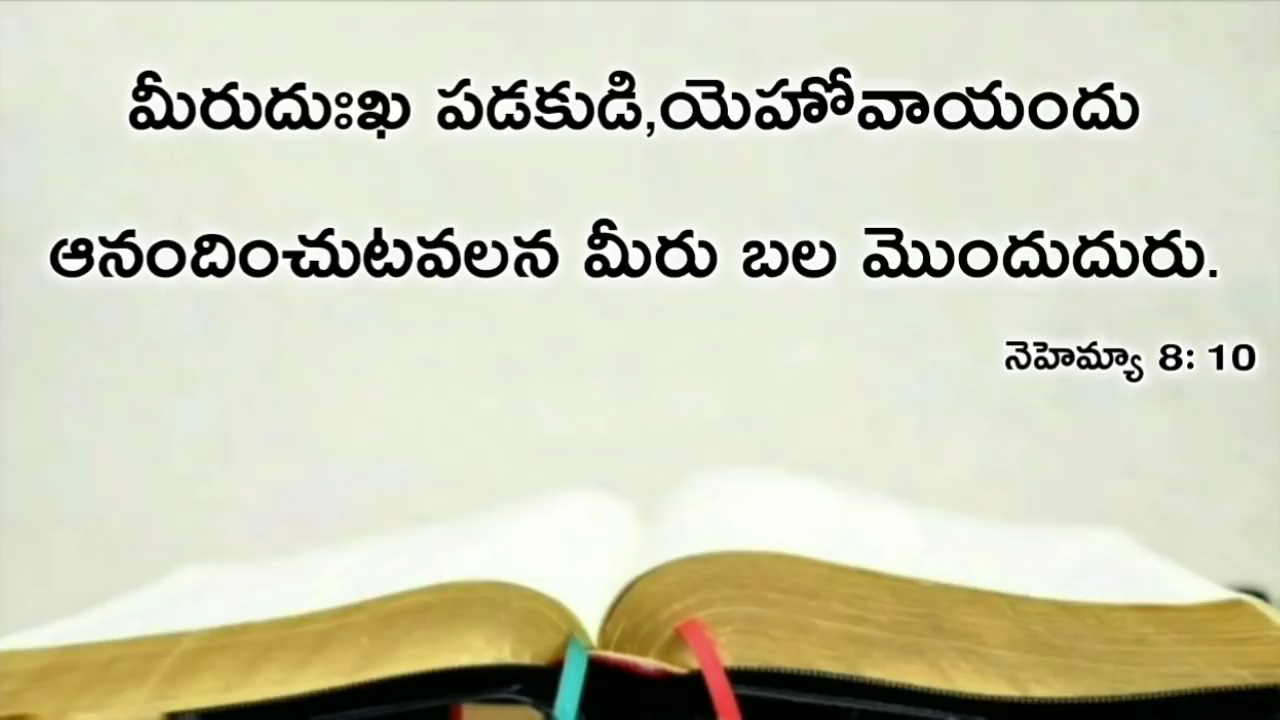 మీరుదుఃఖ పడకుడి,యెహోవాయందు
ఆనందించుటవలన మీరు బల మొందుదురు.
నెహెమ్యా 8: 10